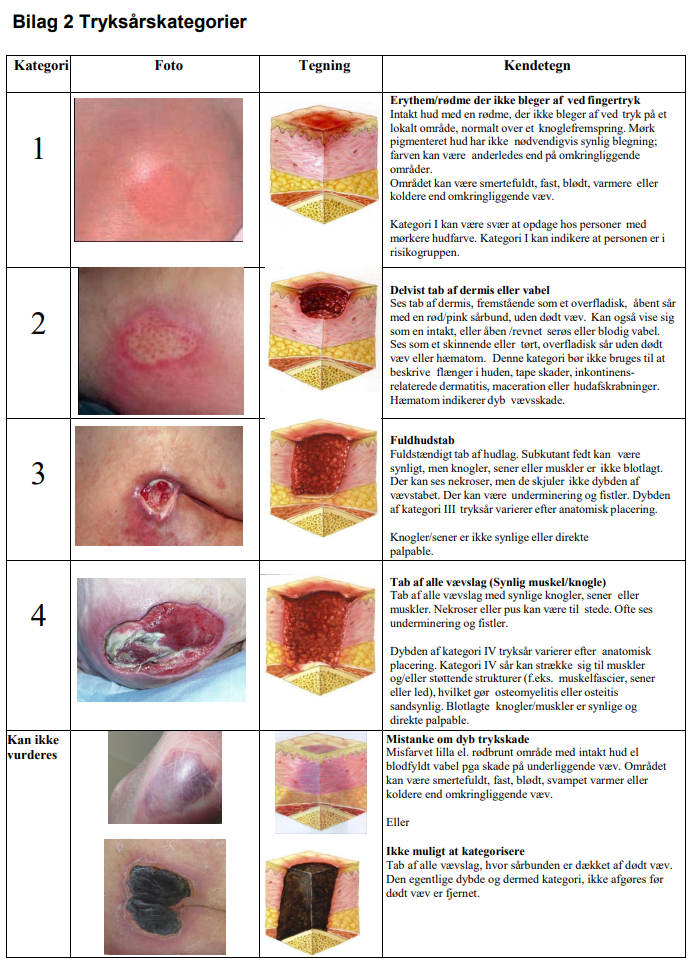 Bilag 2 Tryksårskategorier
Kategori Foto Tegning Kendetegn
1
Erythem/rødme der ikke bleger af ved fingertryk
Intakt hud med en rødme, der ikke bleger af ved tryk på et
lokalt område, normalt over et knoglefremspring. Mørk
pigmenteret hud har ikke nødvendigvis synlig blegning;
farven kan være anderledes end på omkringliggende
områder.
Området kan være smertefuldt, fast, blødt, varmere eller
koldere end omkringliggende væv.
Kategori I kan være svær at opdage hos personer med
mørkere hudfarve. Kategori I kan indikere at personen er i
risikogruppen.
2
Delvist tab af dermis eller vabel
Ses tab af dermis, fremstående som et overfladisk, åbent sår
med en rød/pink sårbund, uden dødt væv. Kan også vise sig
som en intakt, eller åben /revnet serøs eller blodig vabel.
Ses som et skinnende eller tørt, overfladisk sår uden dødt
væv eller hæmatom. Denne kategori bør ikke bruges til at
beskrive flænger i huden, tape skader, inkontinens-
relaterede dermatitis, maceration eller hudafskrabninger.
Hæmatom indikerer dyb vævsskade.
3
Fuldhudstab
Fuldstændigt tab af hudlag. Subkutant fedt kan være
synligt, men knogler, sener eller muskler er ikke blotlagt.
Der kan ses nekroser, men de skjuler ikke dybden af
vævstabet. Der kan være underminering og fistler. Dybden
af kategori III tryksår varierer efter anatomisk placering.
Knogler/sener er ikke synlige eller direkte
palpable.
4
Tab af alle vævslag (Synlig muskel/knogle)
Tab af alle vævslag med synlige knogler, sener eller
muskler. Nekroser eller pus kan være til stede. Ofte ses
underminering og fistler.
Dybden af kategori IV tryksår varierer efter anatomisk
placering. Kategori IV sår kan strække sig til muskler
og/eller støttende strukturer (f.eks. muskelfascier, sener
eller led), hvilket gør osteomyelitis eller osteitis
sandsynlig. Blotlagte knogler/muskler er synlige og
direkte palpable.
Kan ikke
vurderes
Mistanke om dyb trykskade
Misfarvet lilla el. rødbrunt område med intakt hud el
blodfyldt vabel pga skade på underliggende væv. Området
kan være smertefuldt, fast, blødt, svampet varmer eller
koldere end omkringliggende væv.
Eller
Ikke muligt at kategorisere
Tab af alle vævslag, hvor sårbunden er dækket af dødt væv.
Den egentlige dybde og dermed kategori, ikke afgøres før
dødt væv er fjernet.